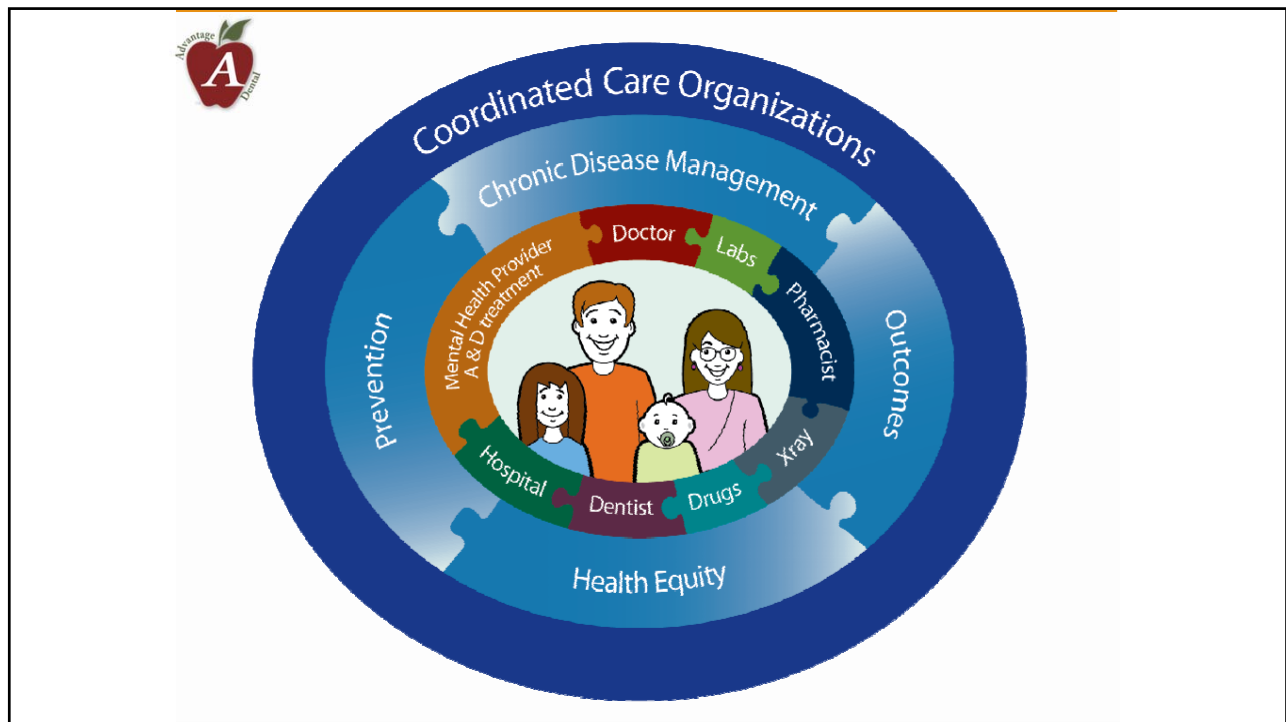 Advantage
A
Dental
Coordinated Care Organizations
Chronic Disease Management
Prevention
Outcomes
Health Equity
Mental Health Provider
A & D treatment
Doctor
Labs
Pharmacist
Xray
Drugs
Dentist
Hospital